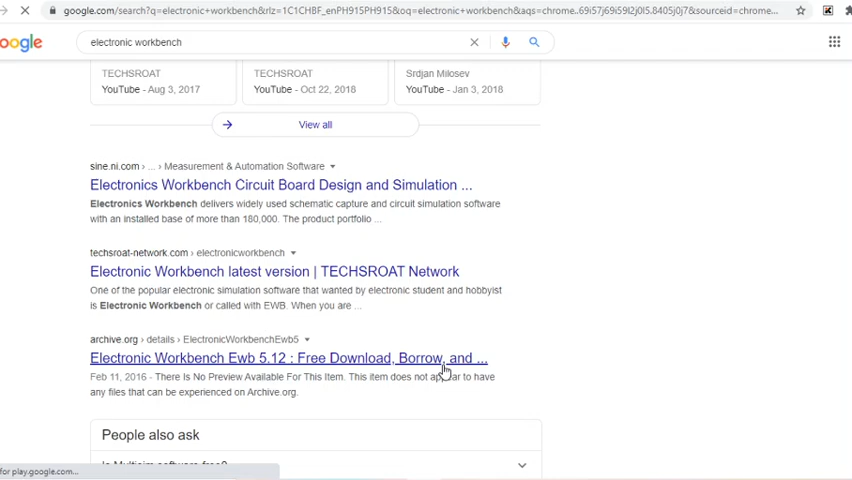 google.com/search?q=electronic+workbench&rlz=1C1CHBF_enPH915PH915&oq=electronic+workbench&aqs=chrome..69i57j69i59l2j0l5.8405j0j7&sourceid=chrome...
oogle
electronic workbench
TECHSROAT
TECHSROAT
Srdjan Milosev
YouTube - Aug 3, 2017
YouTube - Oct 22, 2018
YouTube - Jan 3, 2018
View all
sine.ni.com › ... › Measurement & Automation Software
Electronics Workbench Circuit Board Design and Simulation ...
Electronics Workbench delivers widely used schematic capture and circuit simulation software
with an installed base of more than 180,000. The product portfolio ...
techsroat-network.com › electronicworkbench
Electronic Workbench latest version | TECHSROAT Network
One of the popular electronic simulation software that wanted by electronic student and hobbyist
is Electronic Workbench or called with EWB. When you are ...
archive.org › details › ElectronicWorkbenchEwb5
Electronic Workbench Ewb 5.12 : Free Download, Borrow, and ...
Feb 11, 2016 - There Is No Preview Available For This Item. This item does not appear to have
any files that can be experienced on Archive.org.
People also ask
Is Multisim software free?
for play.google.com...